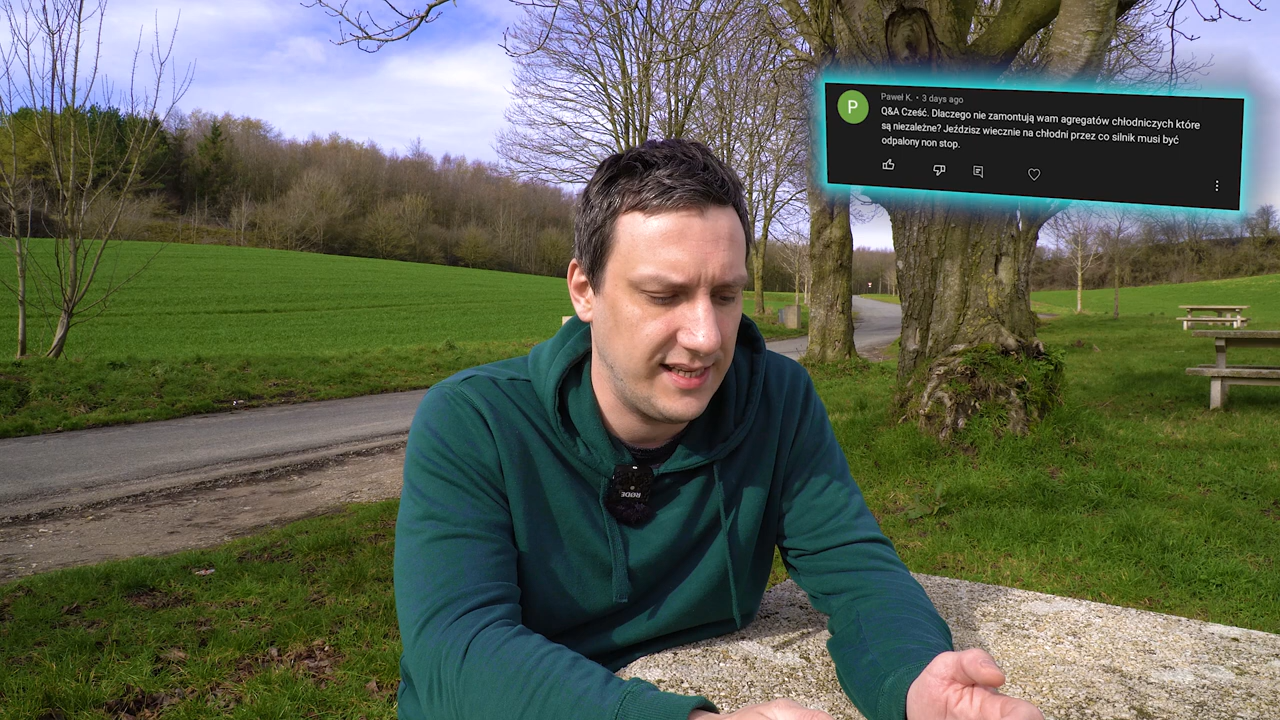 P
Paweł K. • 3 days ago
Q&A Cześć. Dlaczego nie zamontują wam agregatów chłodniczych które
są niezależne? Jeździsz wiecznie na chłodni przez co silnik musi być
odpalony non stop.
RØDE